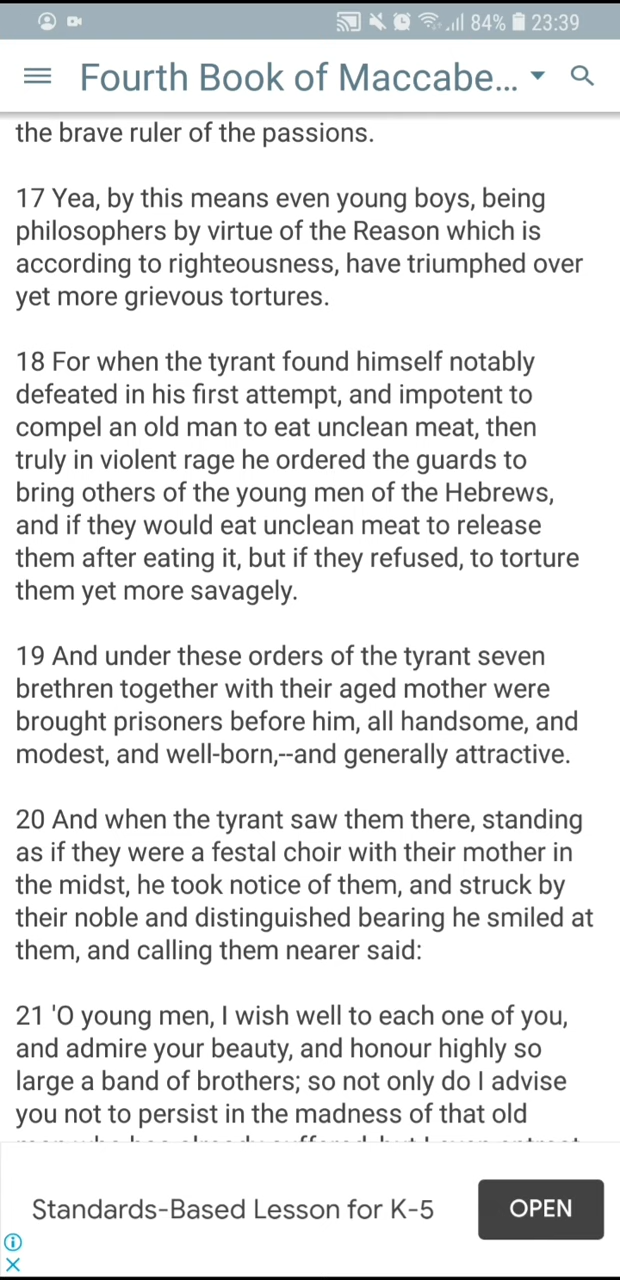 84% 23:39
Fourth Book of Maccabe...
the brave ruler of the passions.
17 Yea, by this means even young boys, being
philosophers by virtue of the Reason which is
according to righteousness, have triumphed over
yet more grievous tortures.
18 For when the tyrant found himself notably
defeated in his first attempt, and impotent to
compel an old man to eat unclean meat, then
truly in violent rage he ordered the guards to
bring others of the young men of the Hebrews,
and if they would eat unclean meat to release
them after eating it, but if they refused, to torture
them yet more savagely.
19 And under these orders of the tyrant seven
brethren together with their aged mother were
brought prisoners before him, all handsome, and
modest, and well-born,--and generally attractive.
20 And when the tyrant saw them there, standing
as if they were a festal choir with their mother in
the midst, he took notice of them, and struck by
their noble and distinguished bearing he smiled at
them, and calling them nearer said:
21 'O young men, I wish well to each one of you,
and admire your beauty, and honour highly so
large a band of brothers; so not only do I advise
you not to persist in the madness of that old
Standards-Based Lesson for K-5
OPEN